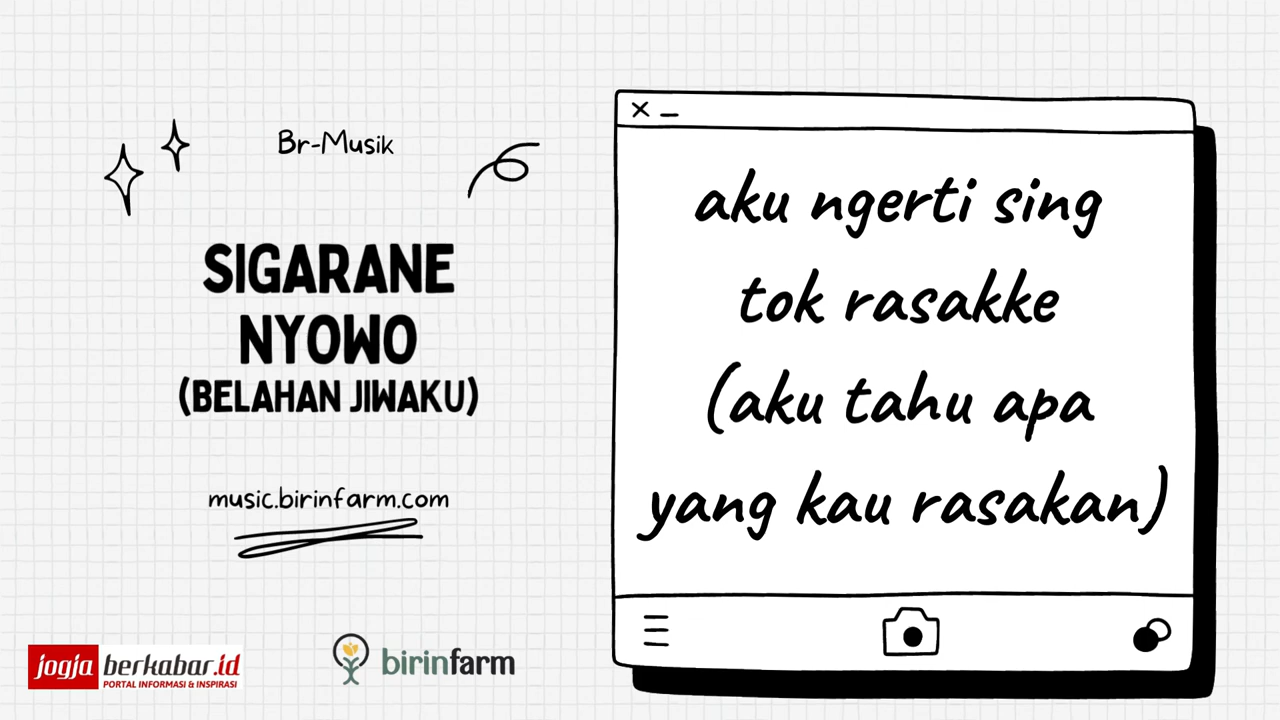 Br-Musik
SIGARANE
NYOWO
(BELAHAN JIWAKU)
music.birinfarm.com
jogja berkabar.id
PORTAL INFORMASI & INSPIRASI
birinfarm
aku ngerti sing
tok rasakke
(aku tahu apa
yang kau rasakan)